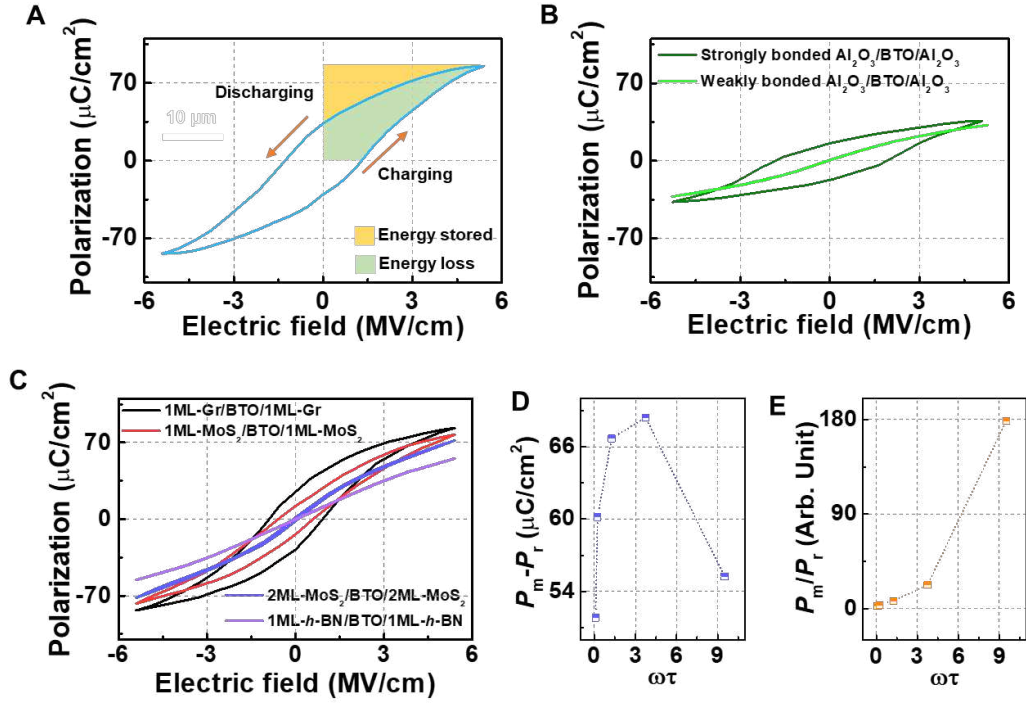 A
Polarization (μC/cm²)
70
0
-70
Discharging
10 μm
Charging
Energy stored
Energy loss
-6 -3 0 3 6
Electric field (MV/cm)
B
Polarization (μC/cm²)
70
0
-70
Strongly bonded Al₂O₃/BTO/Al₂O₃
Weakly bonded Al₂O₃/BTO/Al₂O₃
-6 -3 0 3 6
Electric field (MV/cm)
C
Polarization (μC/cm²)
70
0
-70
1ML-Gr/BTO/1ML-Gr
1ML-MoS₂/BTO/1ML-MoS₂
2ML-MoS₂/BTO/2ML-MoS₂
1ML-h-BN/BTO/1ML-h-BN
-6 -3 0 3 6
Electric field (MV/cm)
D
Pm-Pr (μC/cm²)
66
60
54
0 3 6 9
ωτ
E
Pm/Pr (Arb. Unit)
180
90
0
0 3 6 9
ωτ